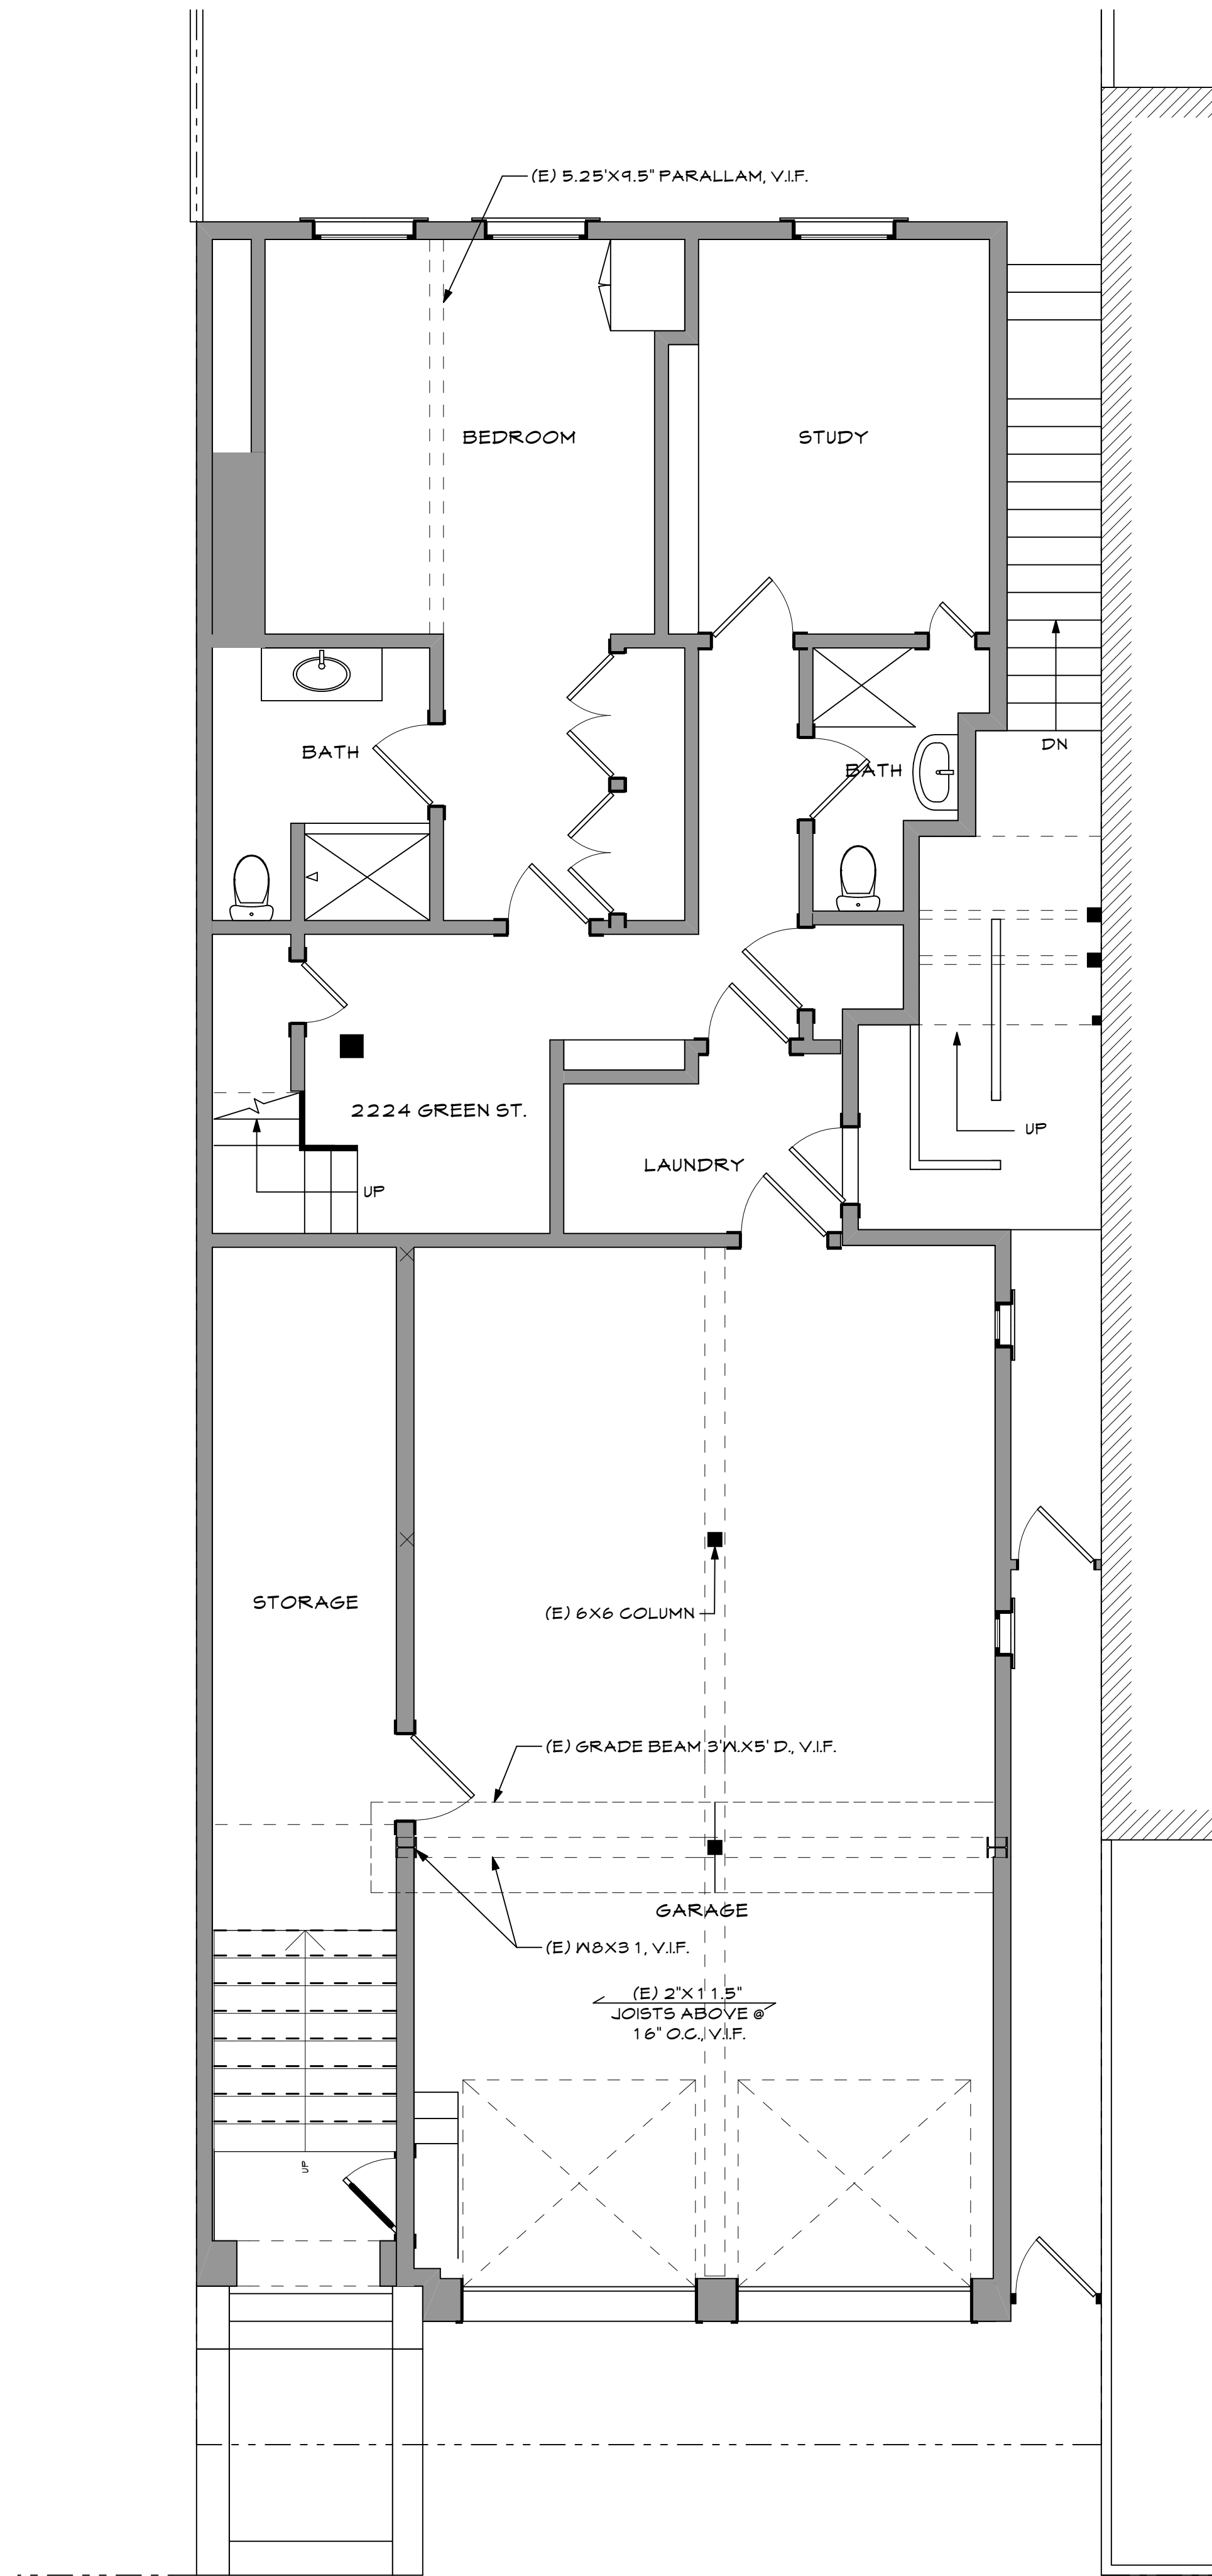 (E) 5.25'X9.5" PARALLAM, V.I.F.
BEDROOM
STUDY
BATH
BATH
DN
2224 GREEN ST.
UP
LAUNDRY
UP
STORAGE
(E) 6X6 COLUMN
(E) GRADE BEAM 3'W.X5' D., V.I.F.
GARAGE
(E) W8X31, V.I.F.
(E) 2"X11.5"
JOISTS ABOVE @
16" O.C., V.I.F.
UP